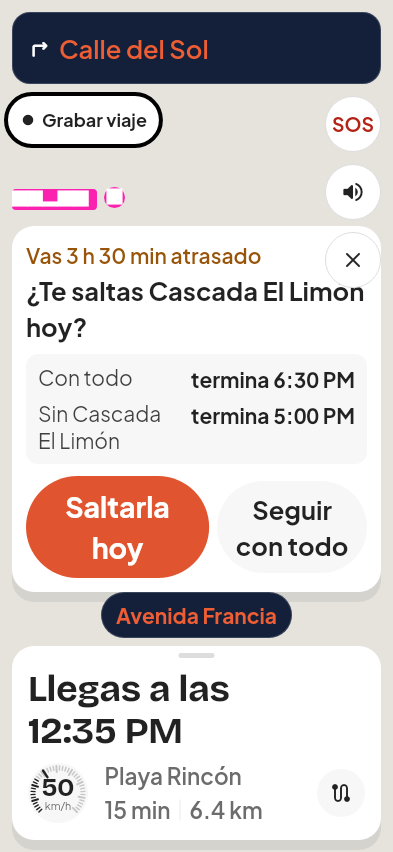 Calle del Sol
Grabar viaje
SOS
Vas 3 h 30 min atrasado
¿Te saltas Cascada El Limón
hoy?
Con todo termina 6:30 PM
Sin Cascada termina 5:00 PM
El Limón
Saltarla
hoy
Seguir
con todo
Avenida Francia
Llegas a las
12:35 PM
50
km/h
Playa Rincón
15 min 6.4 km